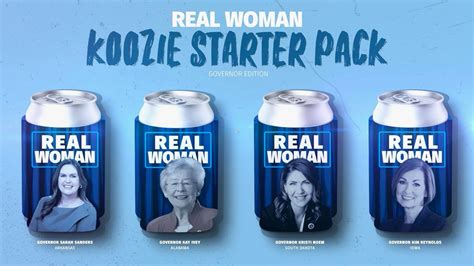 REAL WOMAN
KOOZIE STARTER PACK
GOVERNOR EDITION
REAL
WOMAN
GOVERNOR SARAH SANDERS
ARKANSAS
REAL
WOMAN
GOVERNOR KAY IVEY
ALABAMA
REAL
WOMAN
GOVERNOR KRISTI NOEM
SOUTH DAKOTA
REAL
WOMAN
GOVERNOR KIM REYNOLDS
IOWA